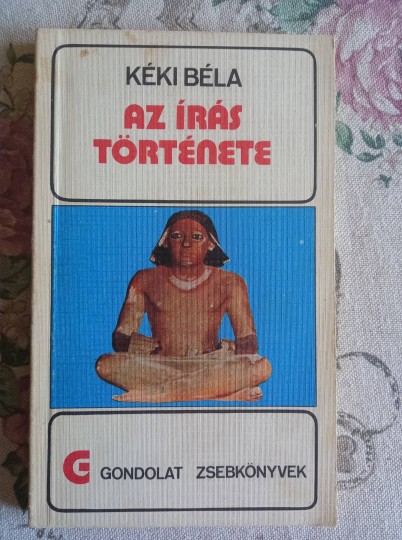 KÉKI BÉLA
AZ ÍRÁS
TÖRTÉNETE
G GONDOLAT ZSEBKÖNYVEK